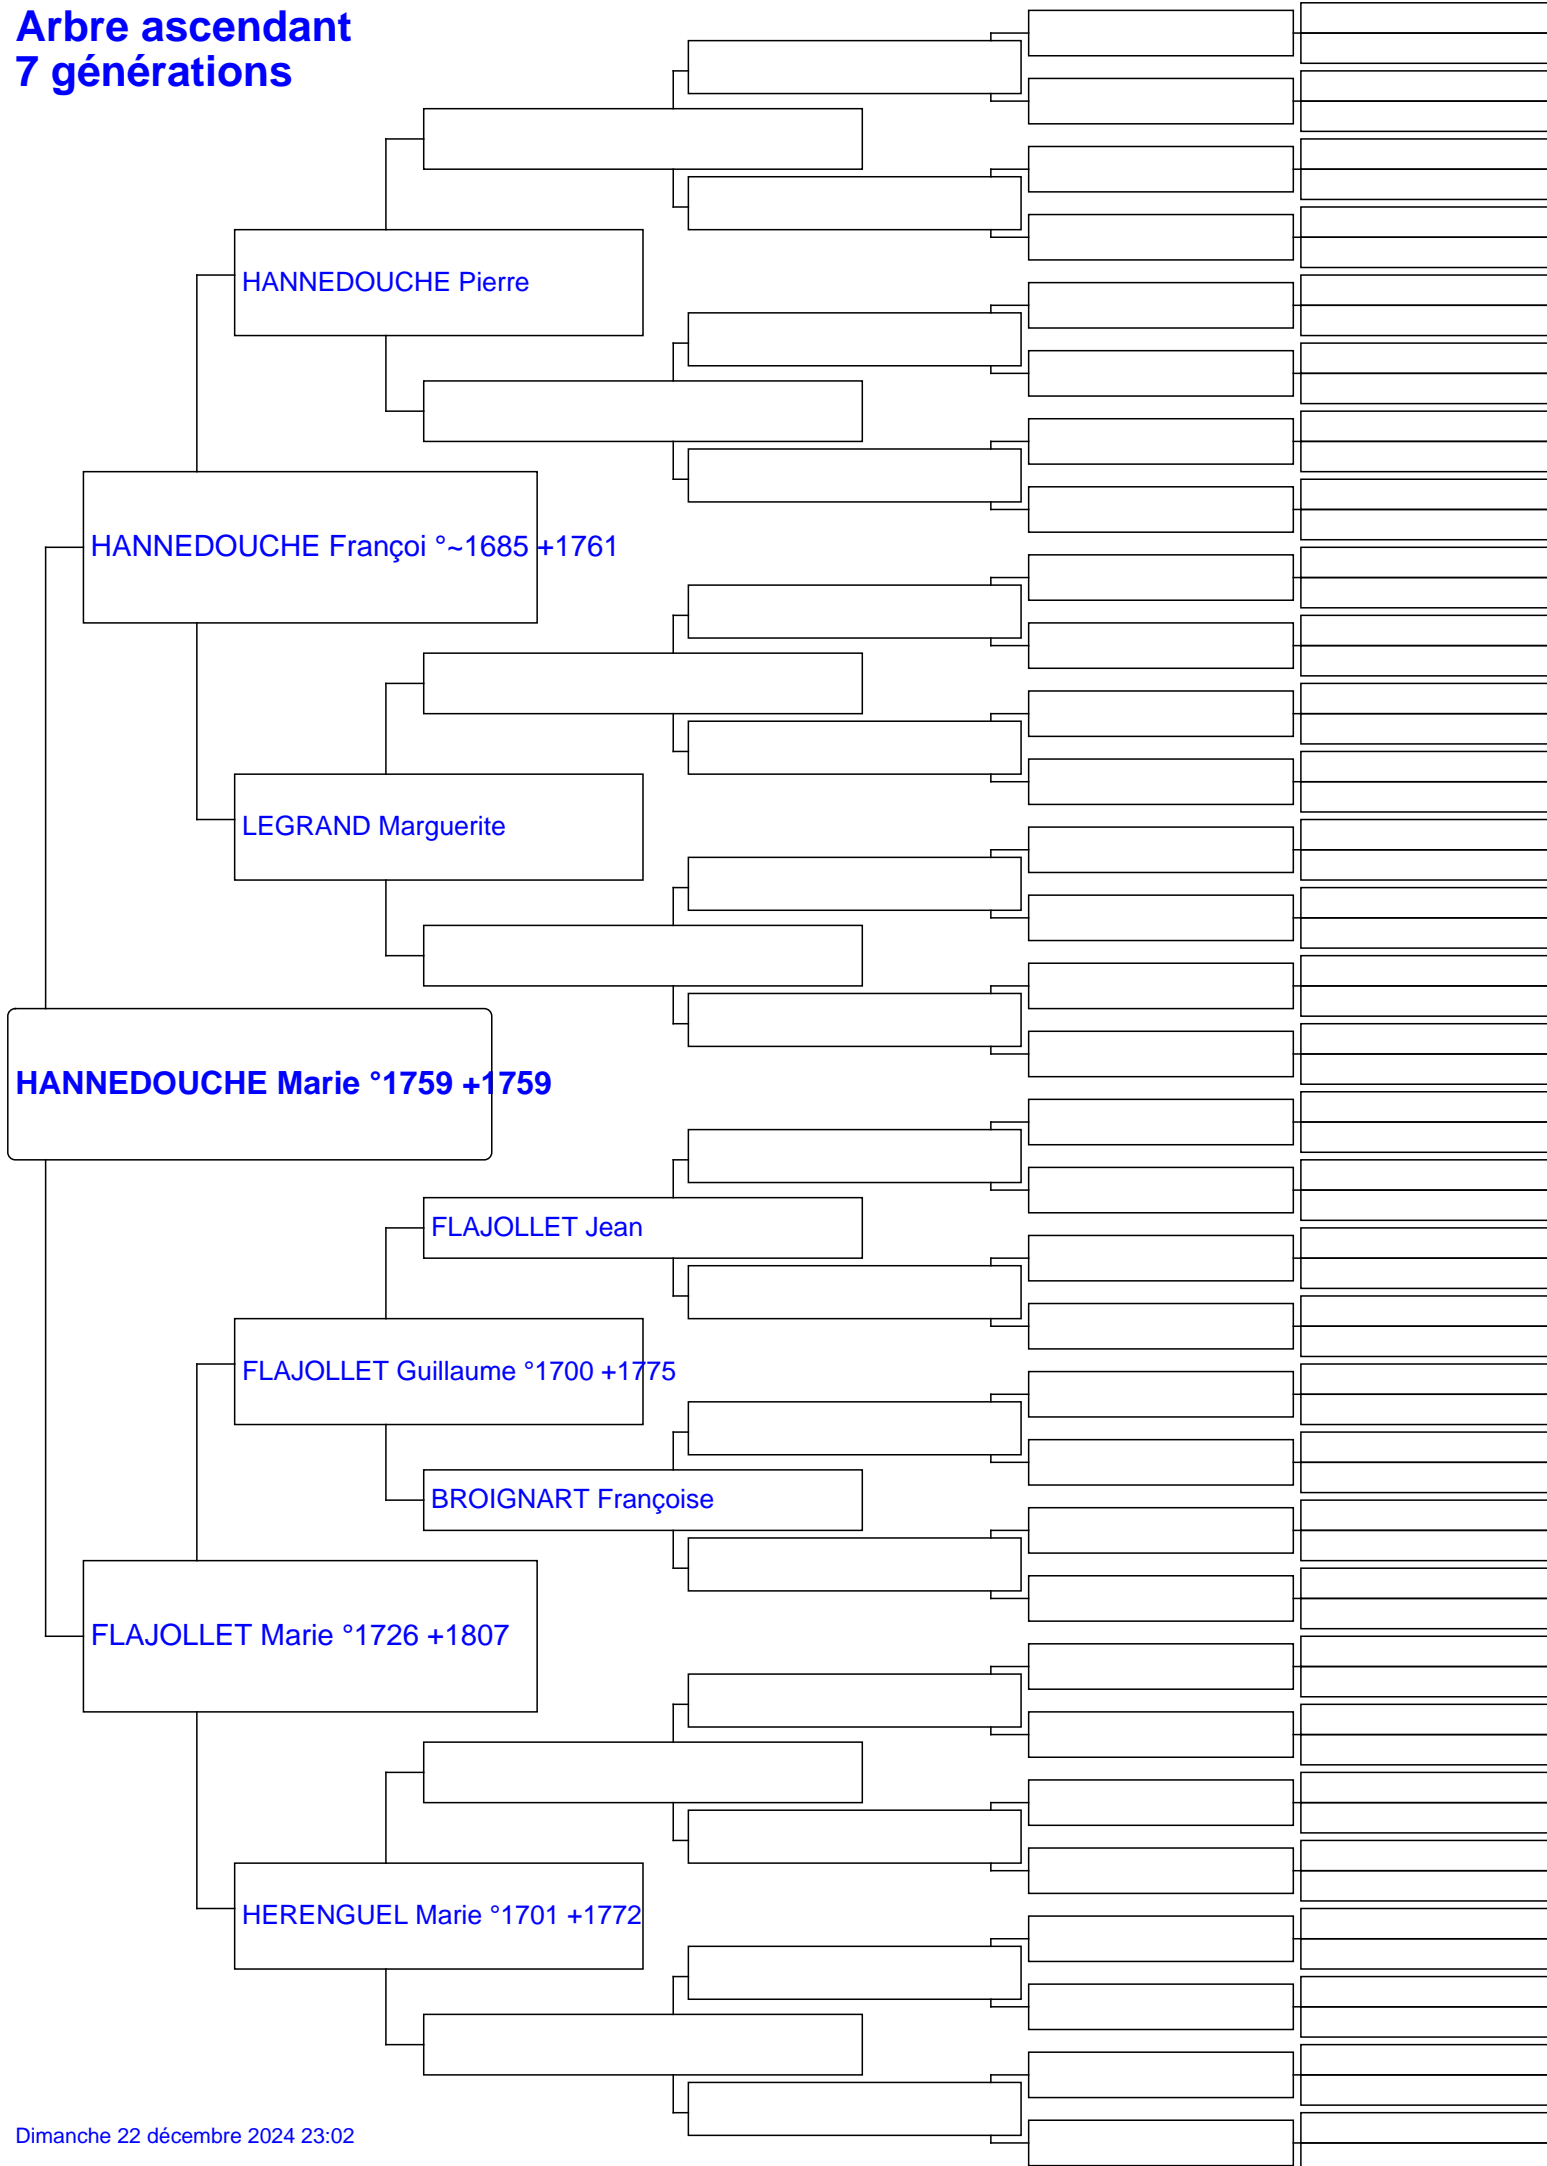 Arbre ascendant
7 générations
HANNEDOUCHE Pierre
HANNEDOUCHE Françoi °~1685 +1761
LEGRAND Marguerite
HANNEDOUCHE Marie °1759 +1759
FLAJOLLET Jean
FLAJOLLET Guillaume °1700 +1775
BROIGNART Françoise
FLAJOLLET Marie °1726 +1807
HERENGUEL Marie °1701 +1772
Dimanche 22 décembre 2024 23:02